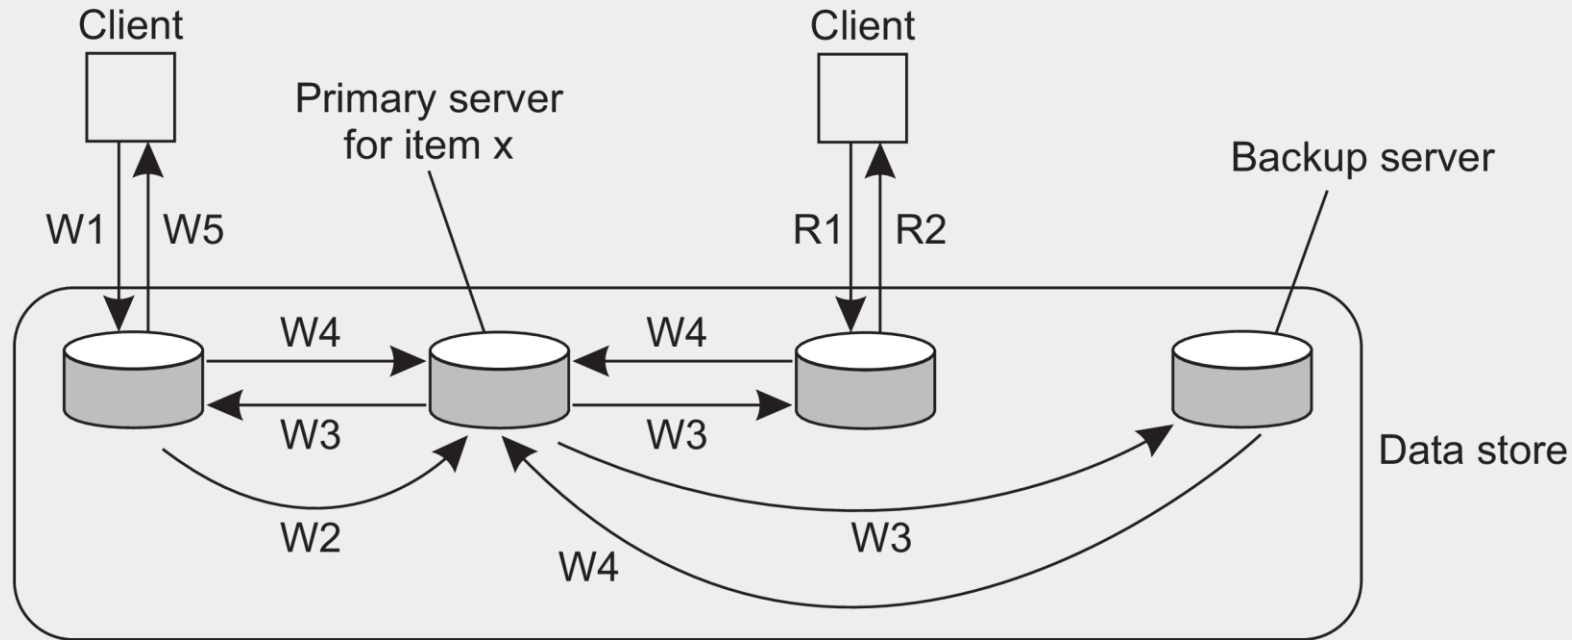 Client
Client
Primary server
for item x
Backup server
W1
W5
R1
R2
W4
W4
W3
W3
Data store
W2
W3
W4